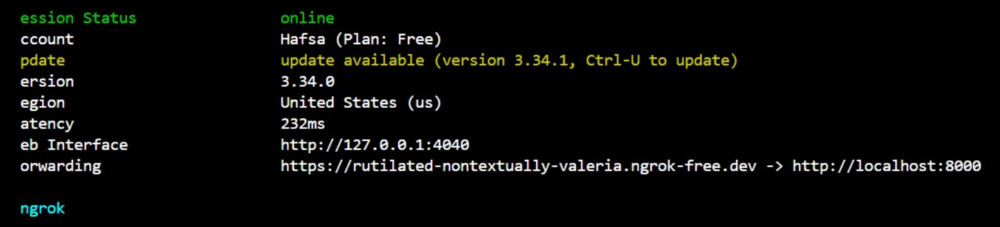 ession Status online
ccount Hafsa (Plan: Free)
pdate update available (version 3.34.1, Ctrl-U to update)
ersion 3.34.0
egion United States (us)
atency 232ms
eb Interface http://127.0.0.1:4040
orwarding https://rutilated-nontextually-valeria.ngrok-free.dev -> http://localhost:8000
ngrok